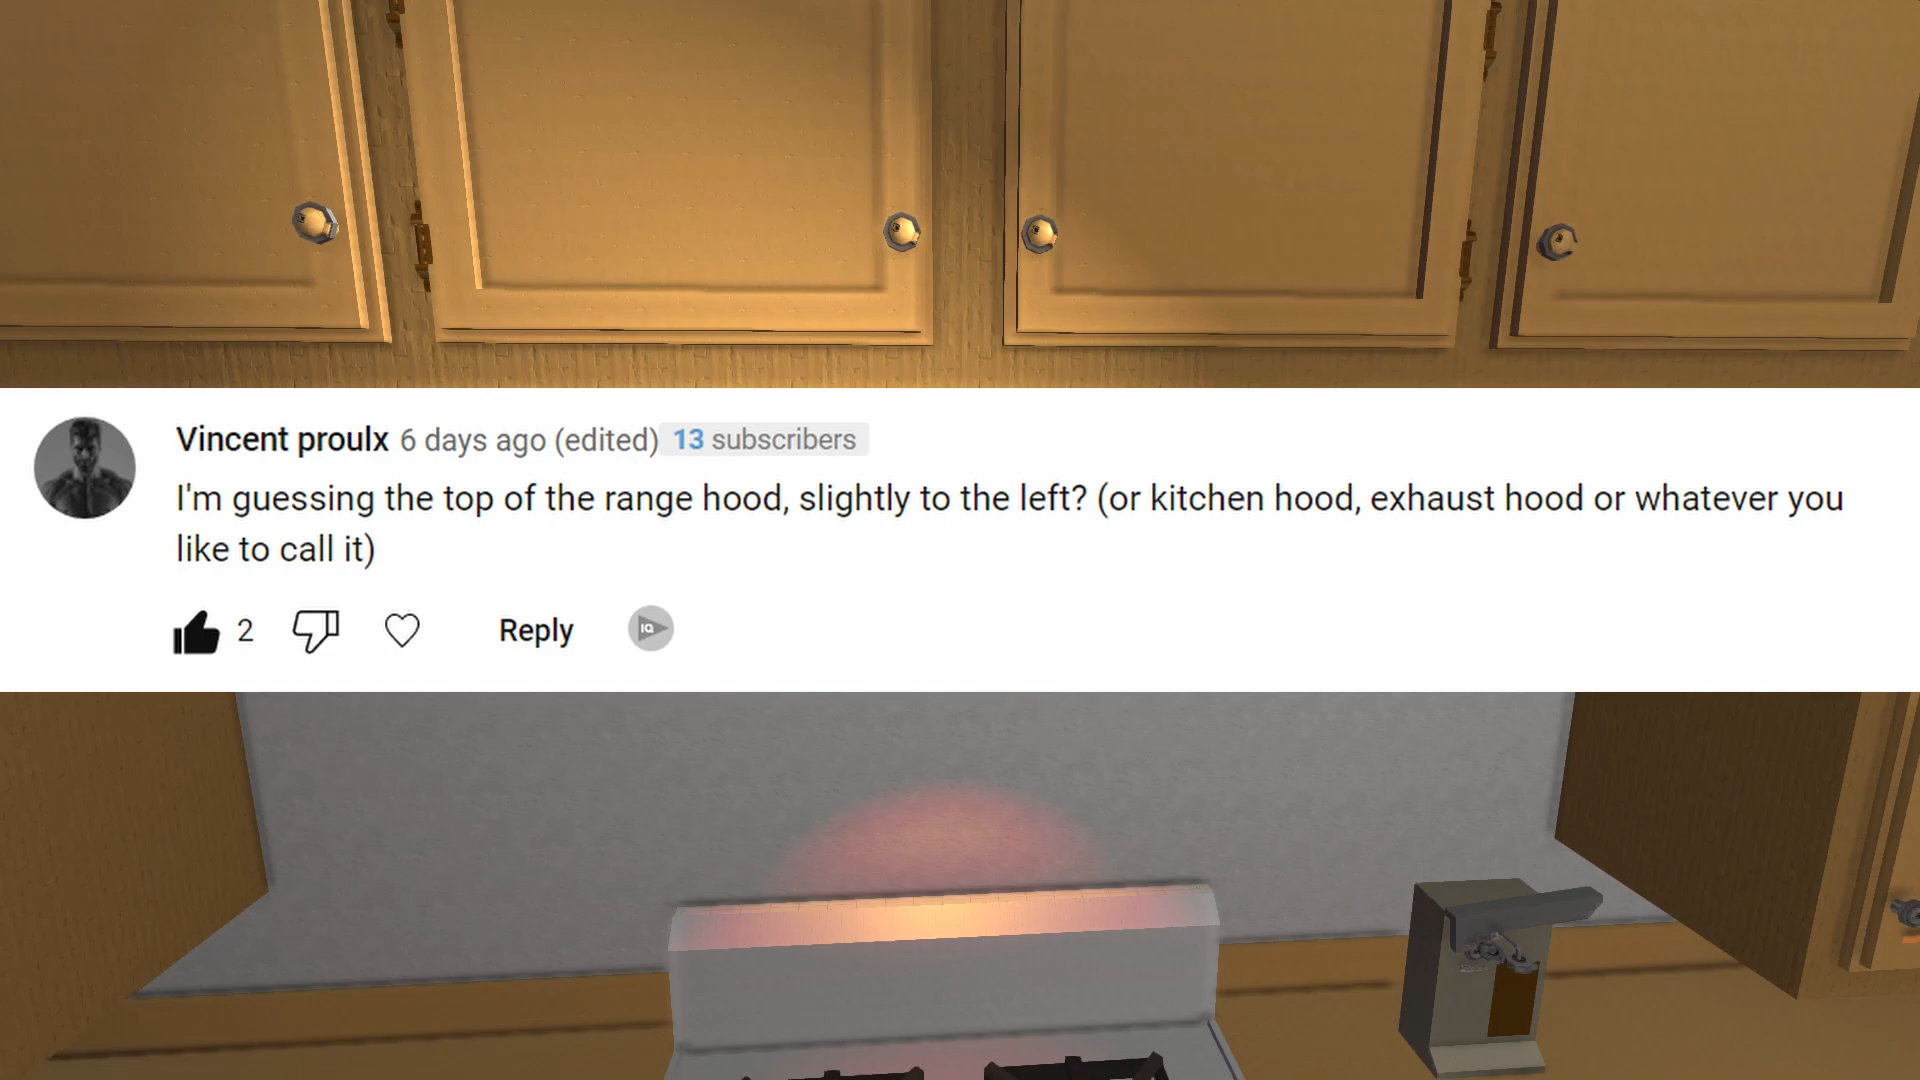 Vincent proulx 6 days ago (edited) 13 subscribers
I'm guessing the top of the range hood, slightly to the left? (or kitchen hood, exhaust hood or whatever you
like to call it)
2 Reply IQ